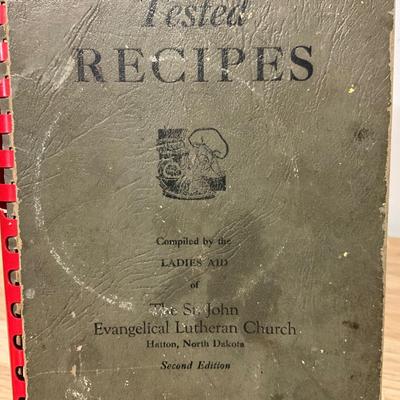 Tested
RECIPES
Compiled by the
LADIES AID
of
The St. John
Evangelical Lutheran Church
Hatton, North Dakota
Second Edition